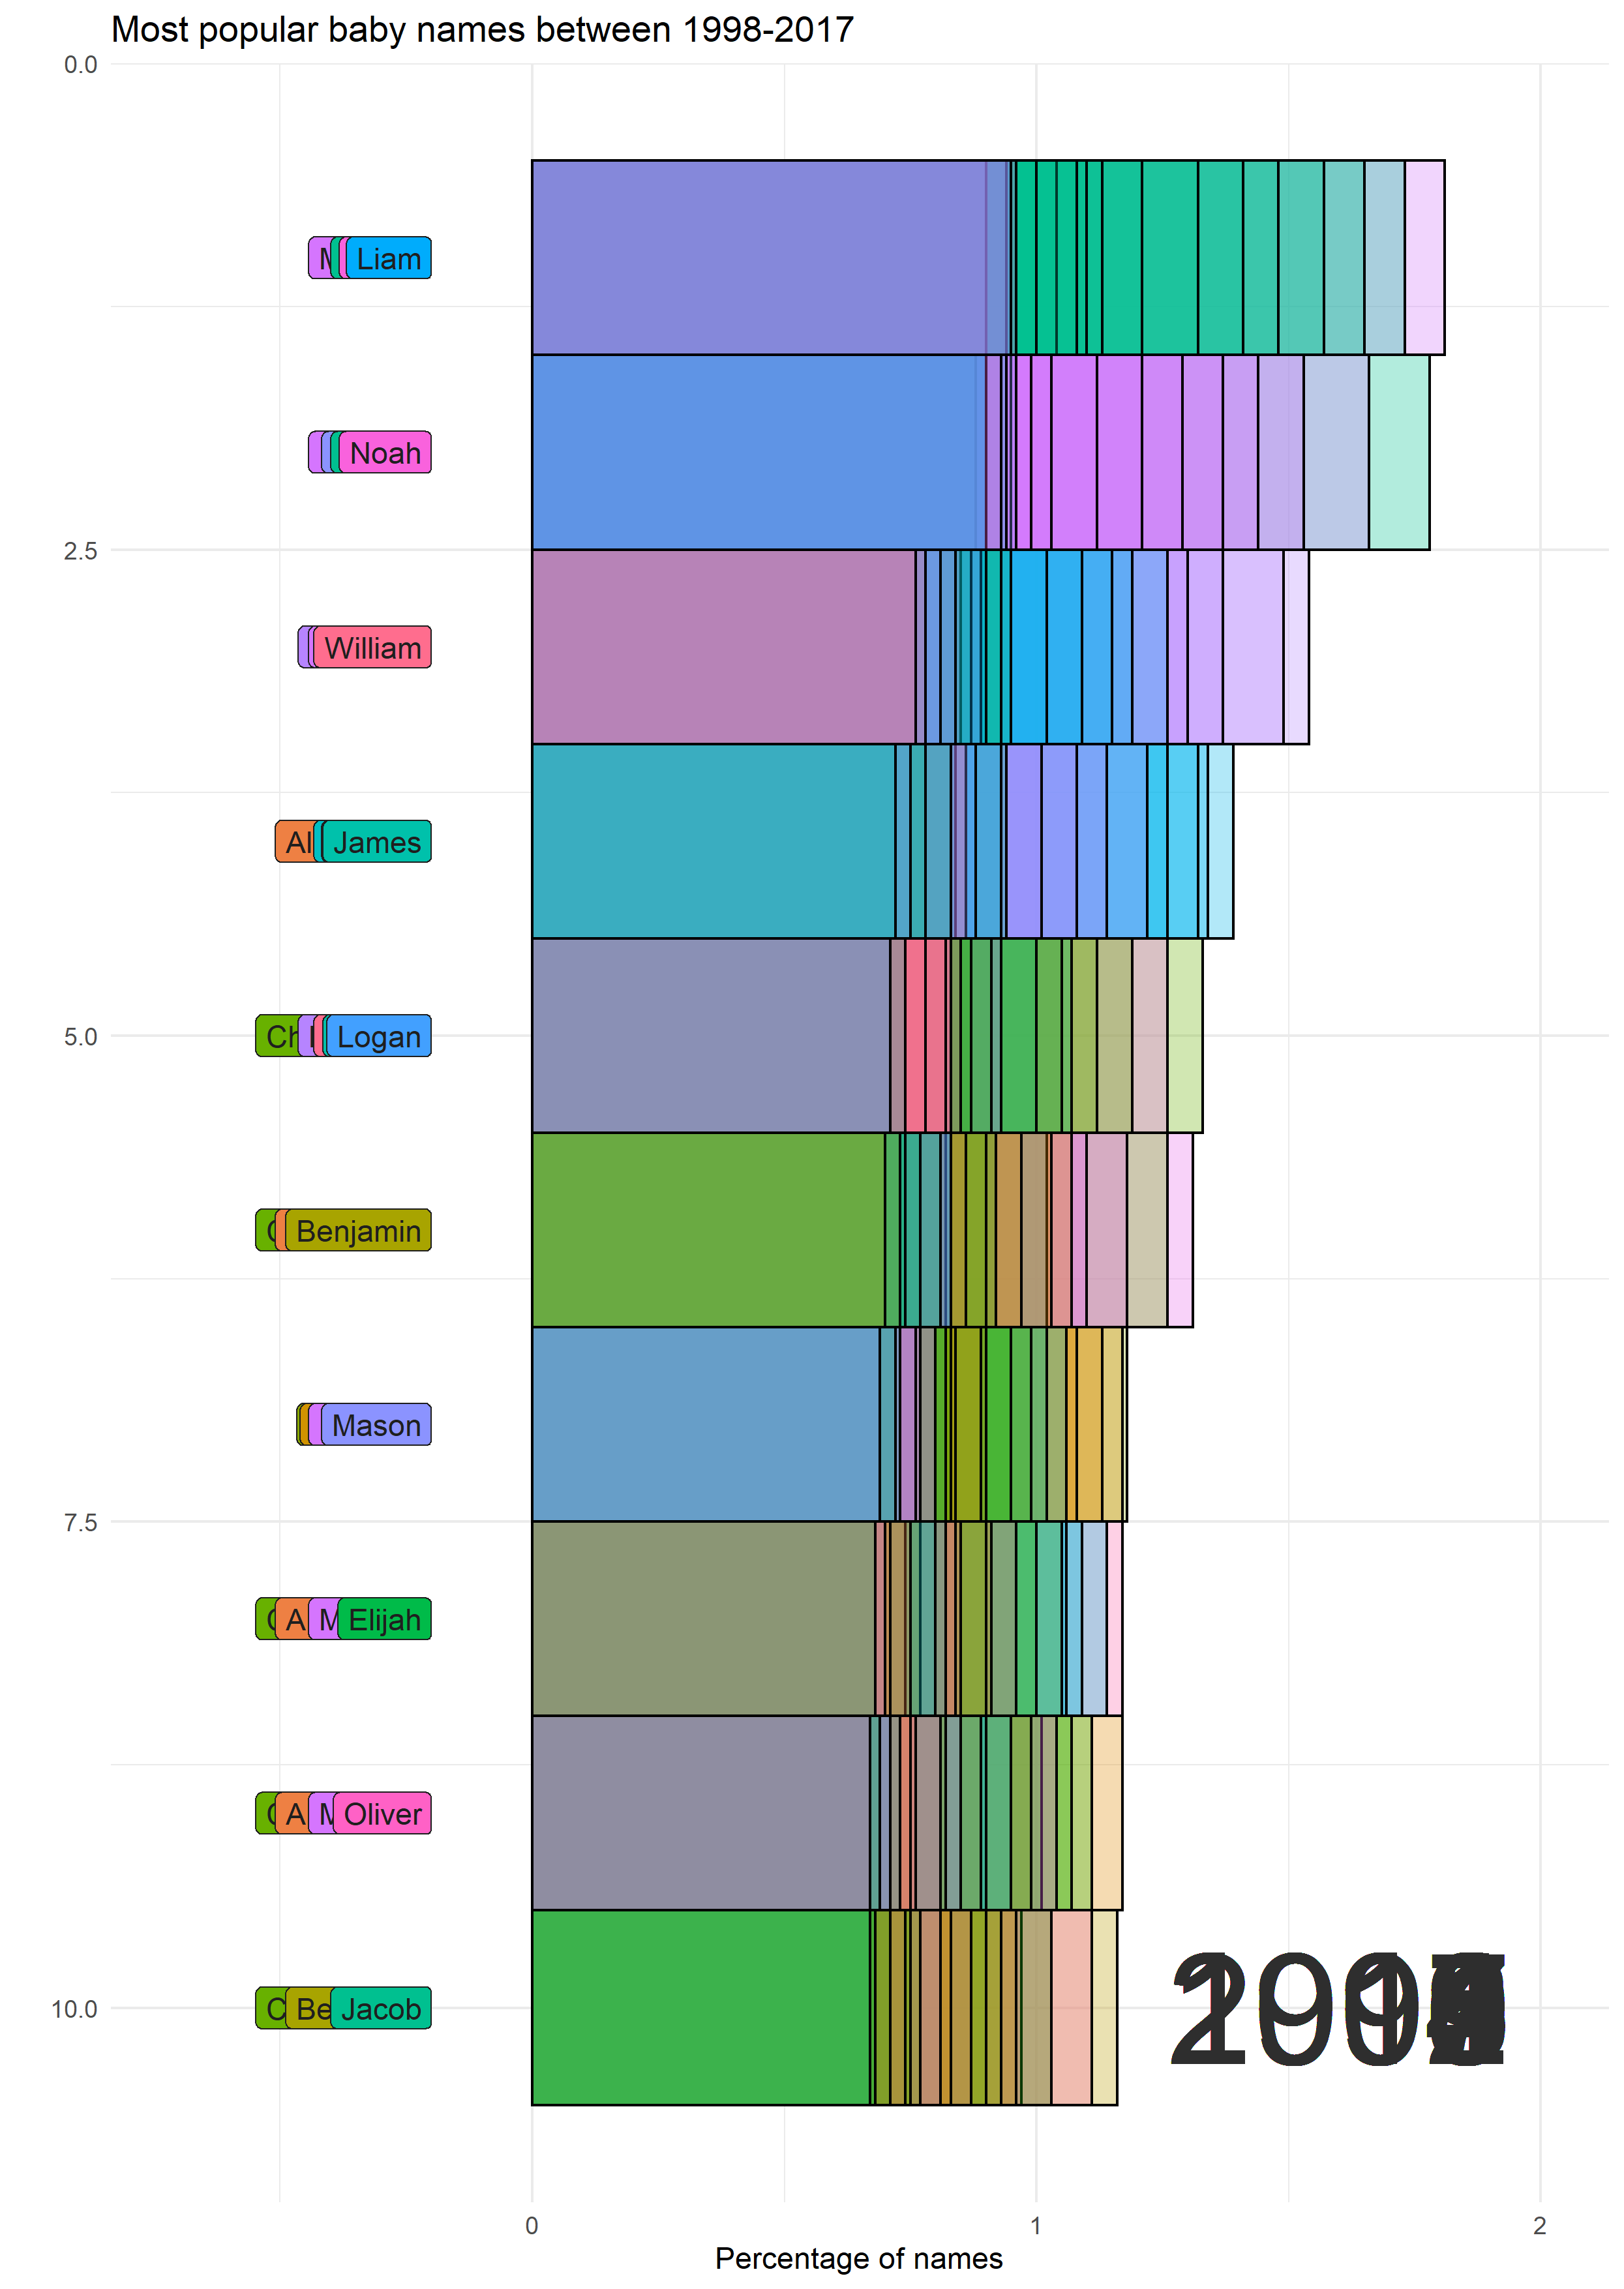 Most popular baby names between 1998-2017
0.0
Liam
Noah
2.5
William
James
5.0
Logan
Benjamin
Mason
7.5
Elijah
Oliver
10.0
Jacob
0
1
2
Percentage of names